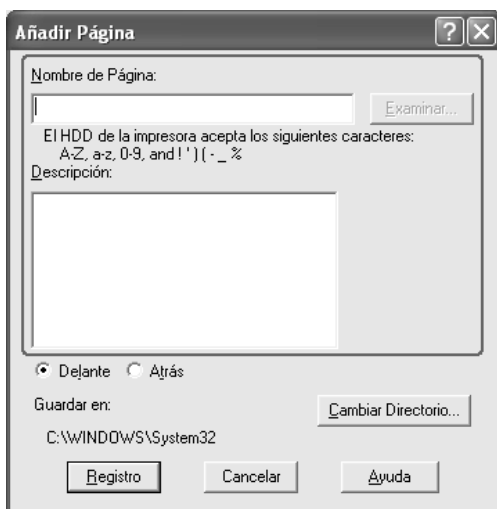 Añadir Página
Nombre de Página:
Examinar...
El HDD de la impresora acepta los siguientes caracteres:
A-Z, a-z, 0-9, and ! ' ) ( - _ %
Descripción:
Delante Atrás
Guardar en:
Cambiar Directorio...
C:\WINDOWS\System32
Registro Cancelar Ayuda